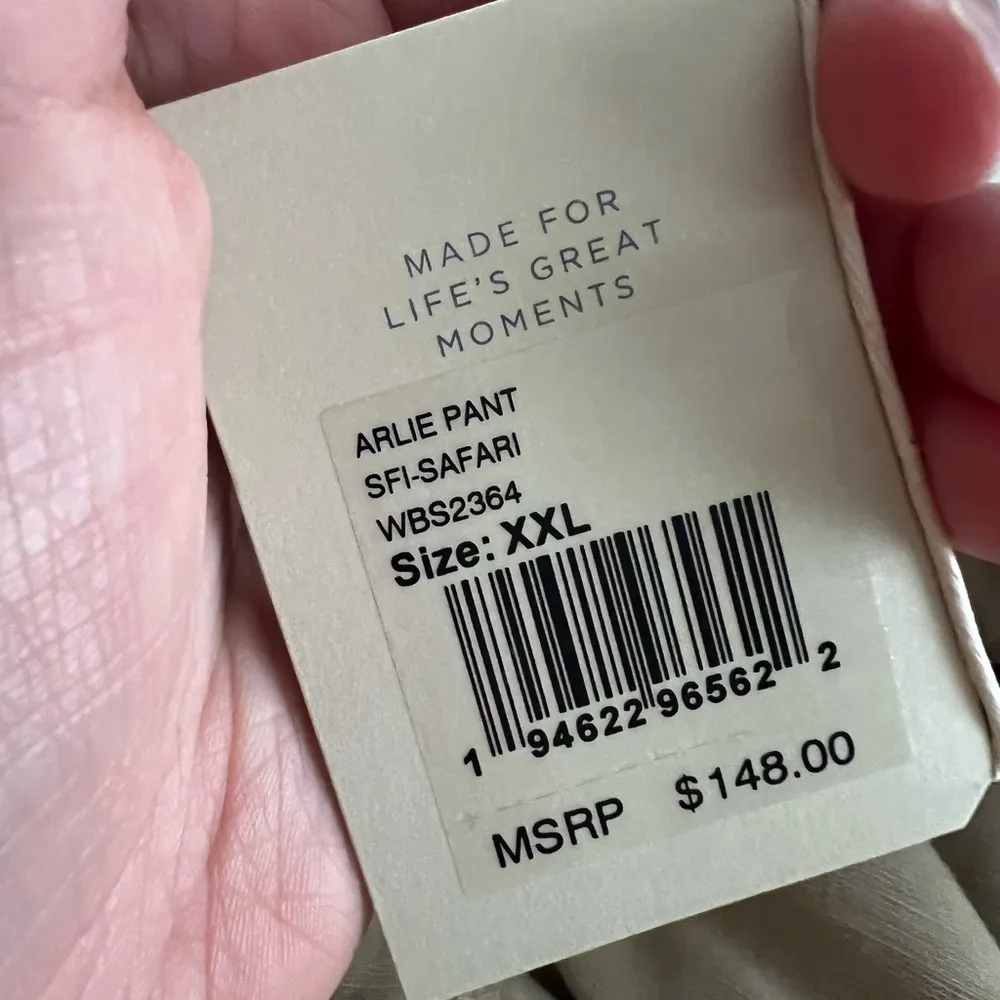 MADE FOR
LIFE'S GREAT
MOMENTS
ARLIE PANT
SFI-SAFARI
WBS2364
Size: XXL
1 94622 96562 2
MSRP $148.00